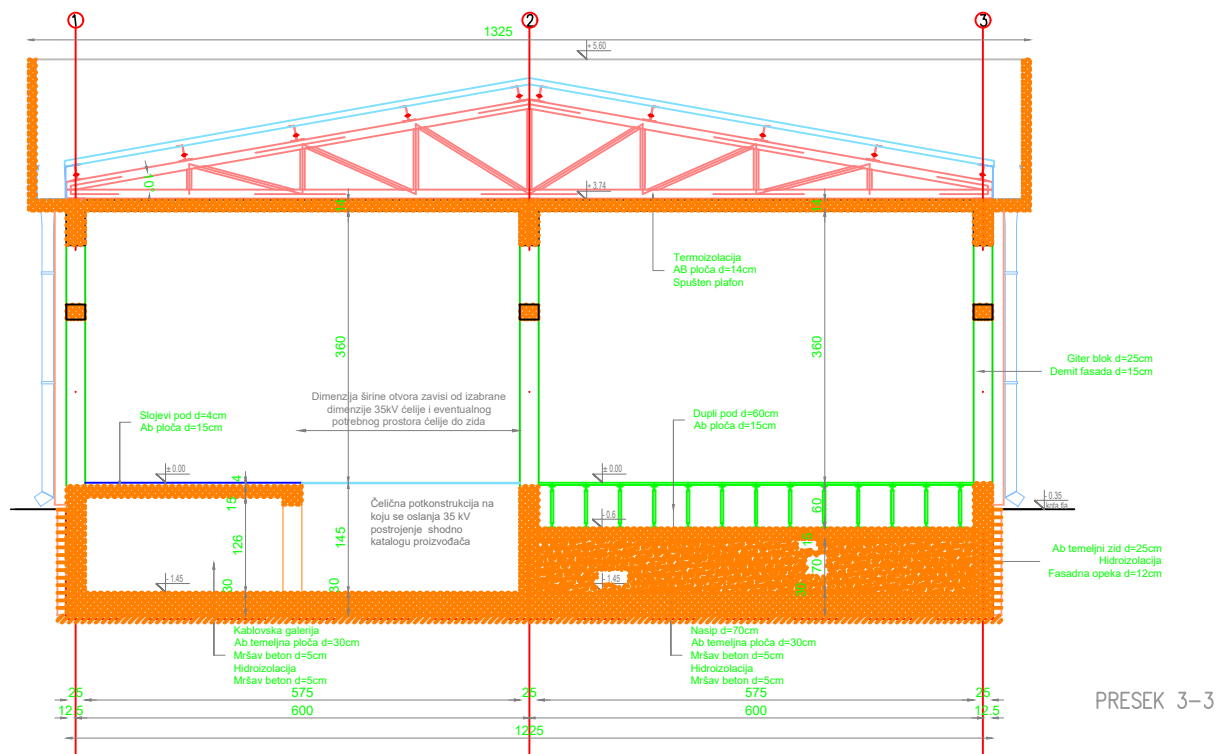 1
2
3
1325
+ 5.60
10
+ 3.74
14
14
Termoizolacija
AB ploča d=14cm
Spušten plafon
360
360
Giter blok d=25cm
Demit fasada d=15cm
Dimenzija širine otvora zavisi od izabrane
dimenzije 35kV ćelije i eventualnog
potrebnog prostora ćelije do zida
Slojevi pod d=4cm
Ab ploča d=15cm
Dupli pod d=60cm
Ab ploča d=15cm
± 0.00
± 0.00
4
15
Čelična potkonstrukcija na
koju se oslanja 35 kV
postrojenje shodno
katalogu proizvođača
60
- 0.6
- 0.35
kota tla
126
145
15
70
Ab temeljni zid d=25cm
Hidroizolacija
Fasadna opeka d=12cm
- 1.45
- 1.45
30
30
30
Kablovska galerija
Ab temeljna ploča d=30cm
Mršav beton d=5cm
Hidroizolacija
Mršav beton d=5cm
Nasip d=70cm
Ab temeljna ploča d=30cm
Mršav beton d=5cm
Hidroizolacija
Mršav beton d=5cm
25
575
25
575
25
12.5
600
600
12.5
1225
PRESEK 3-3